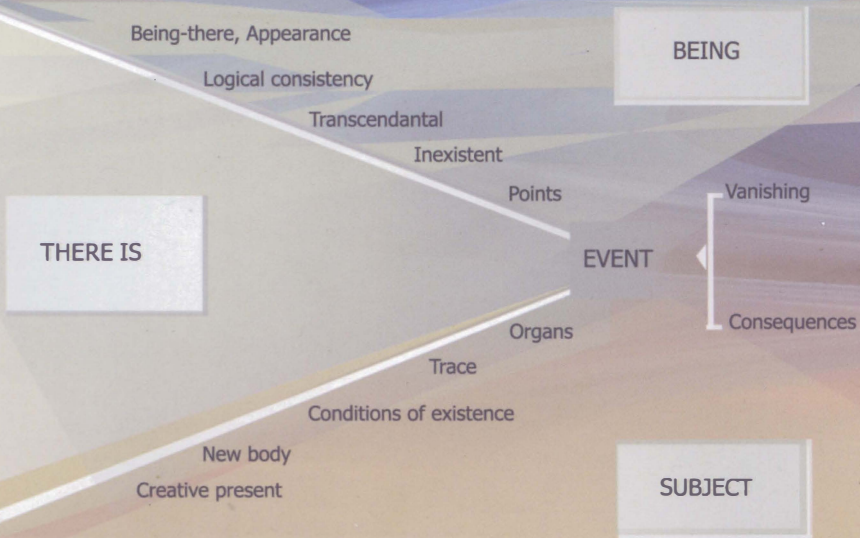 Being-there, Appearance
BEING
Logical consistency
Transcendantal
Inexistent
Points
Vanishing
THERE IS
EVENT
Consequences
Organs
Trace
Conditions of existence
New body
Creative present
SUBJECT